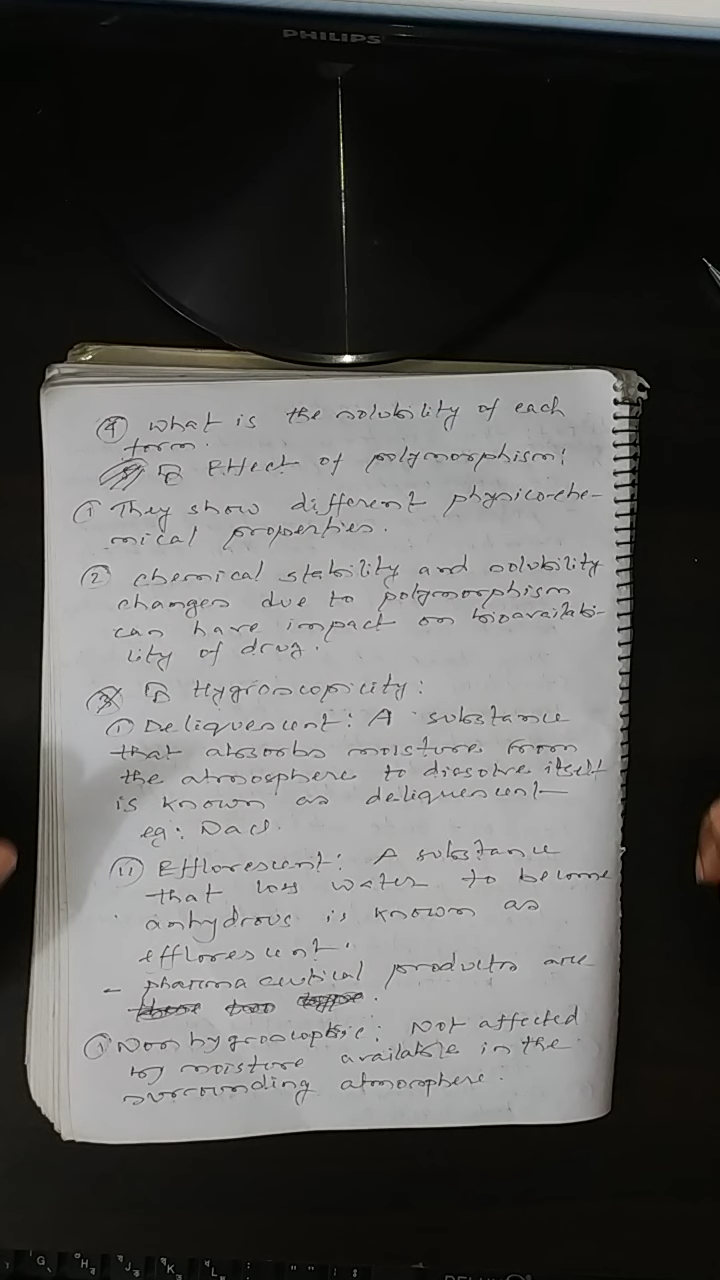 PHILIPS
④ What is the solubility of each
form.
Effect of polymorphism:
① They show different physicoche-
mical properties.
② chemical stability and solubility
changes due to polymorphism
can have impact on bioavailabi-
lity of drug.
Hygroscopicity:
① Deliquescent: A substance
that absorbs moisture from
the atmosphere to dissolve itself
is known as deliquescent
eg: Nacl.
⑪ Efflorescent: A substance
that loss water to become
anhydrous is known as
efflorescent.
- pharmaceutical products are
① Non hygroscopic: Not affected
by moisture available in the
surrounding atmosphere.
G H J K L : " " ;